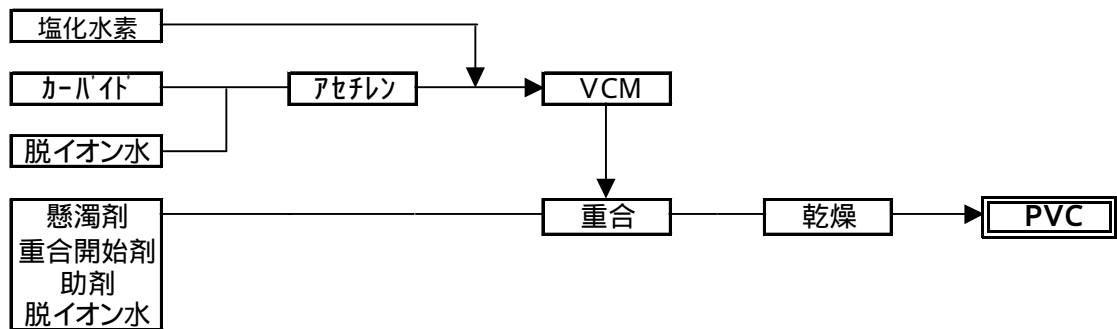 塩化水素
ｶｰﾊﾞｲﾄﾞ
ｱｾﾁﾚﾝ
VCM
脱イオン水
懸濁剤
重合開始剤
助剤
脱イオン水
重合
乾燥
PVC